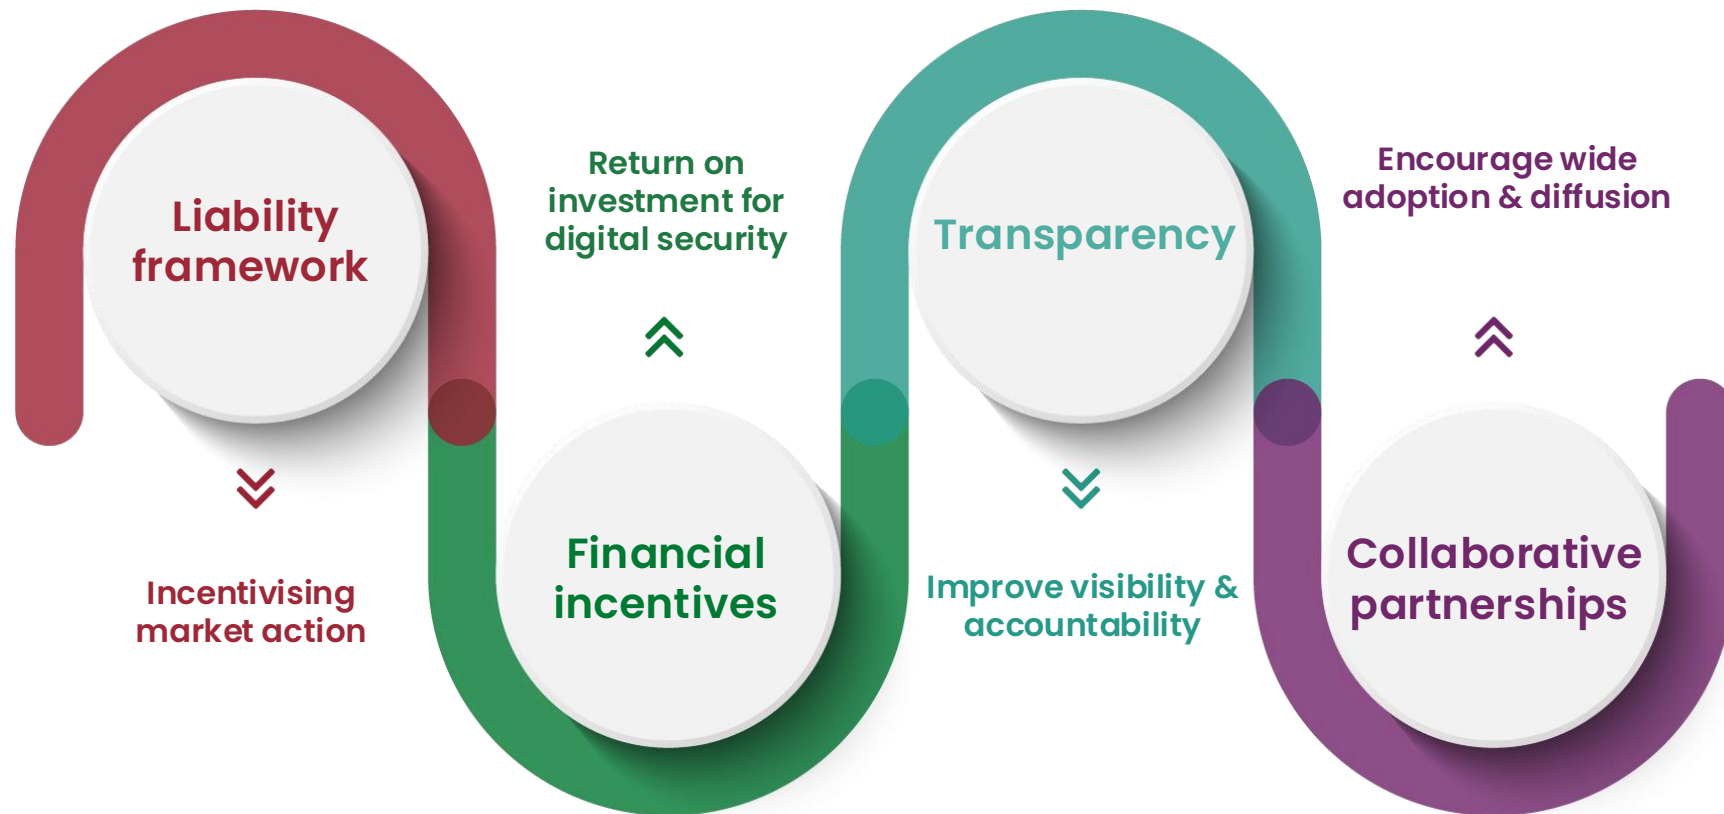 Liability
framework
Incentivising
market action
Return on
investment for
digital security
Financial
incentives
Transparency
Improve visibility &
accountability
Encourage wide
adoption & diffusion
Collaborative
partnerships